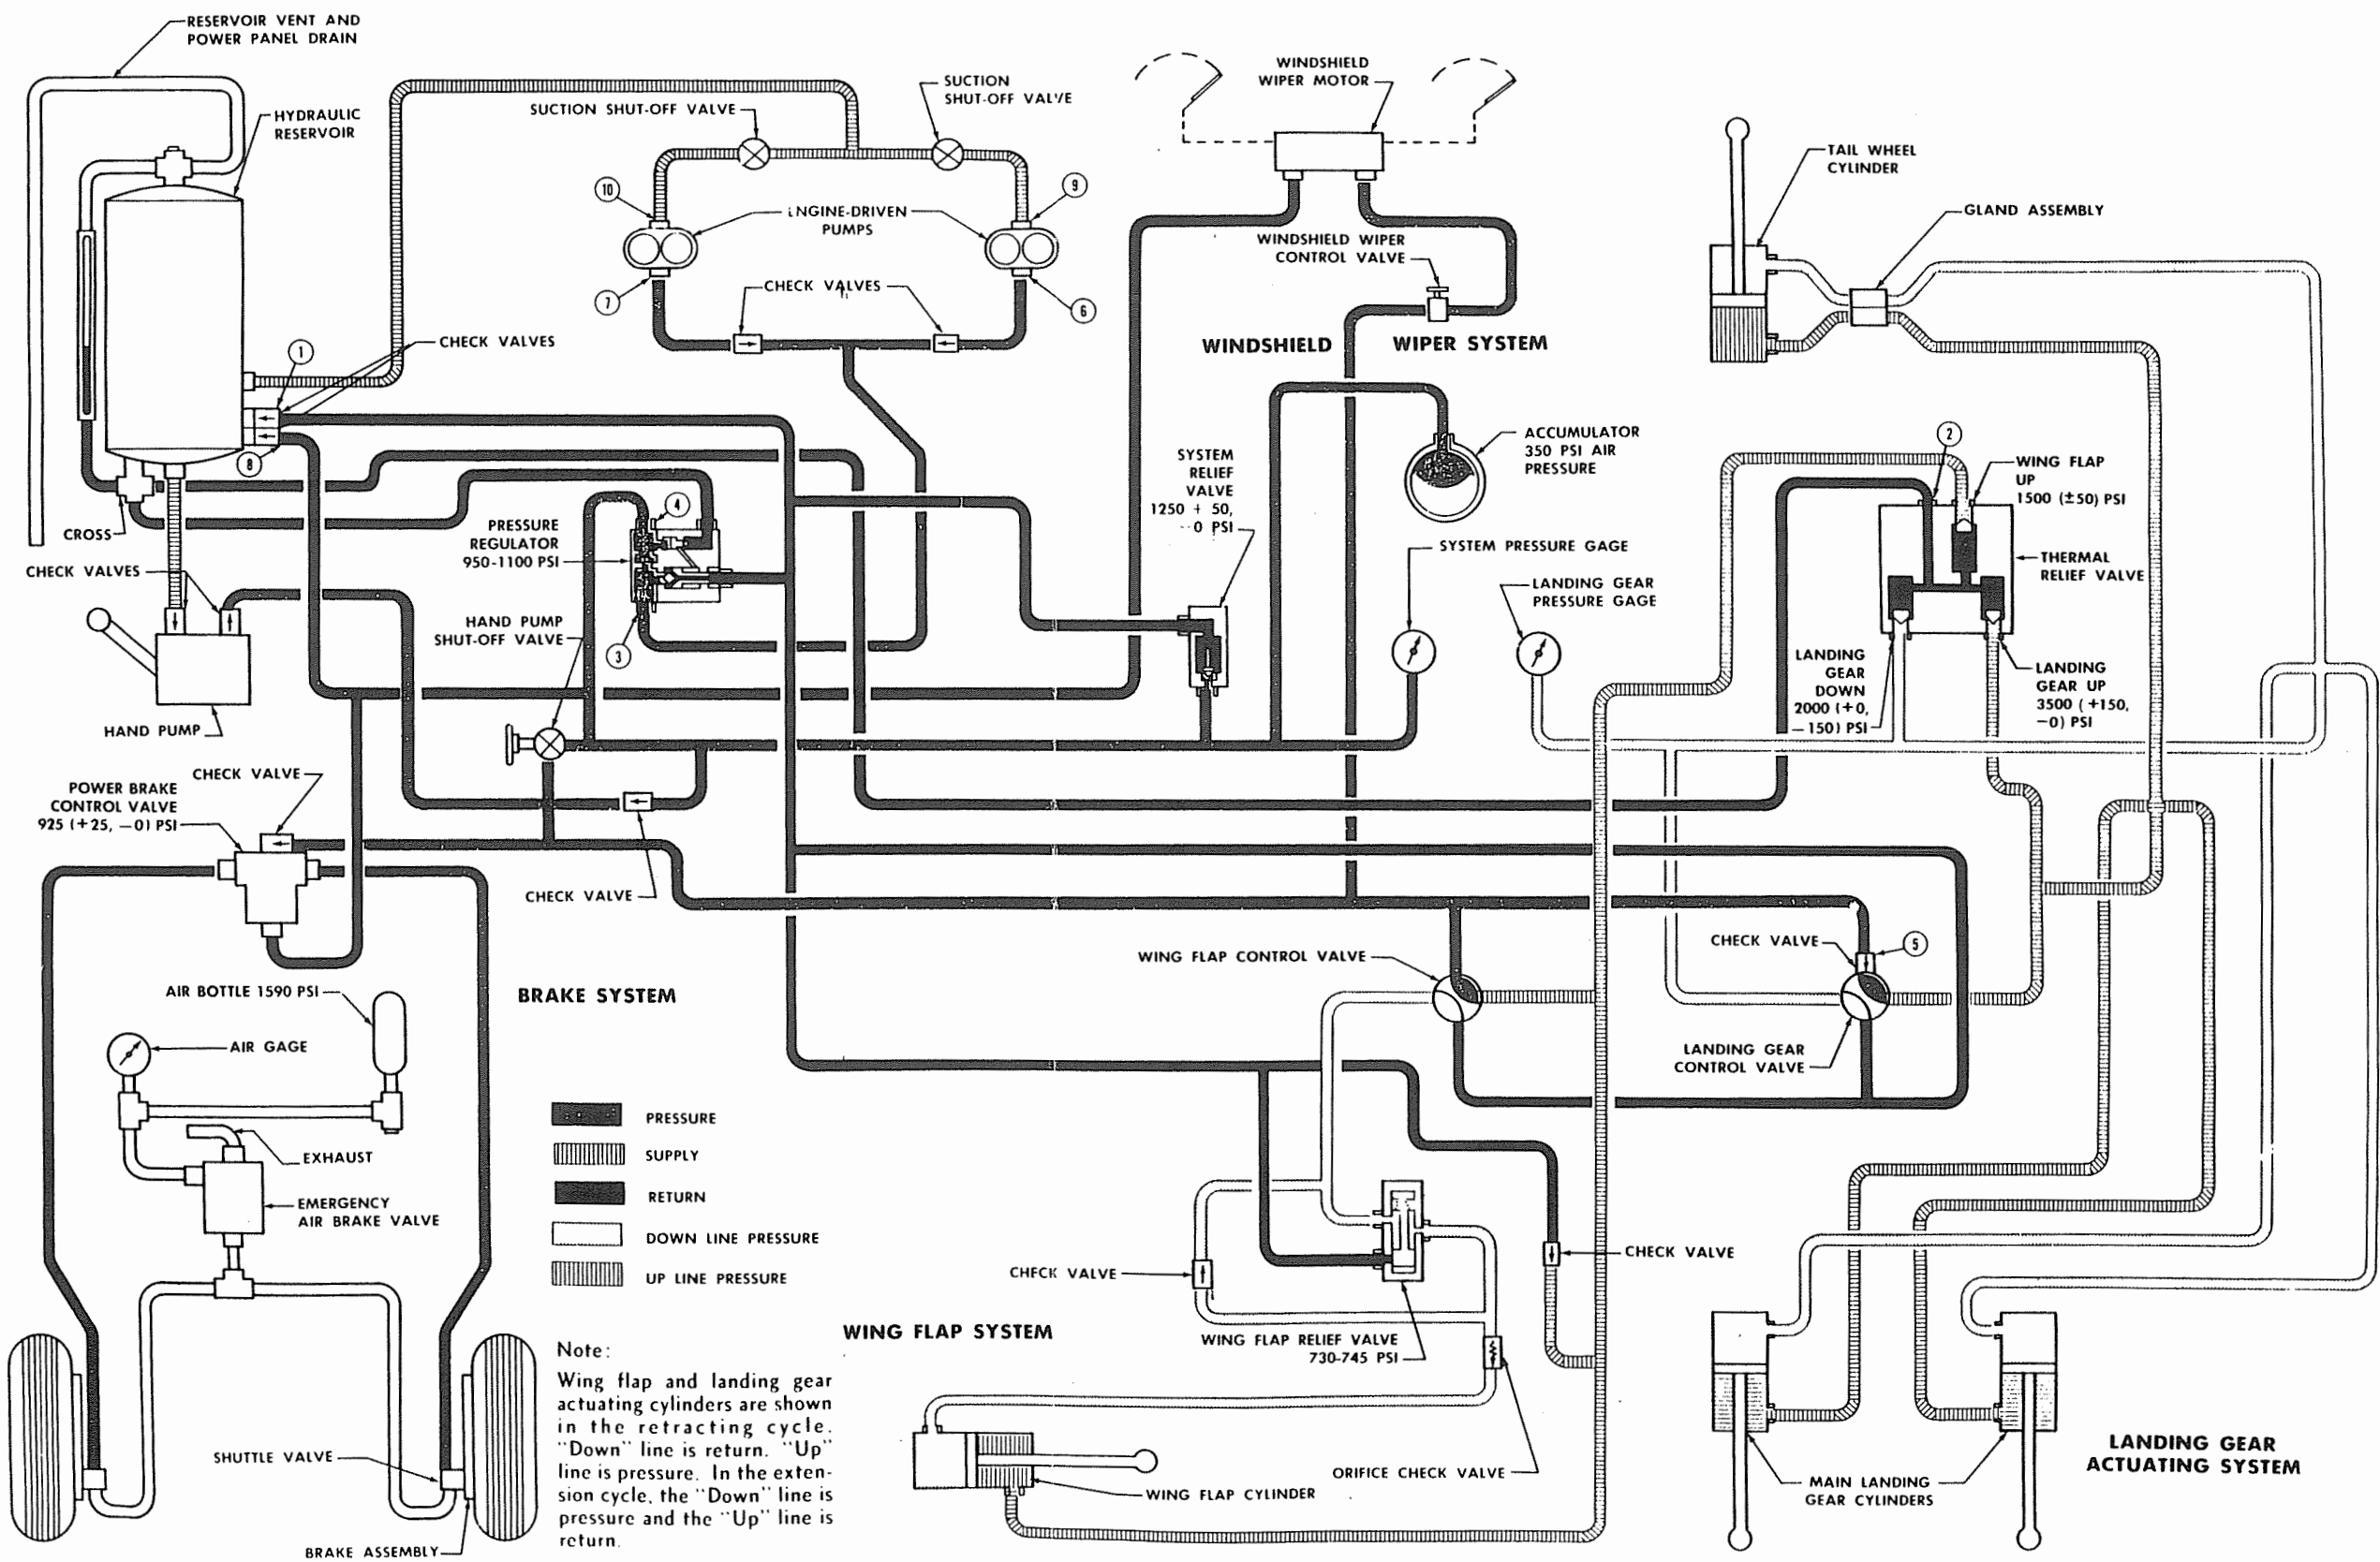 RESERVOIR VENT AND
POWER PANEL DRAIN
HYDRAULIC
RESERVOIR
SUCTION SHUT-OFF VALVE
SUCTION
SHUT-OFF VALVE
WINDSHIELD
WIPER MOTOR
TAIL WHEEL
CYLINDER
GLAND ASSEMBLY
10
9
ENGINE-DRIVEN
PUMPS
WINDSHIELD WIPER
CONTROL VALVE
7
CHECK VALVES
6
CHECK VALVES
1
WINDSHIELD WIPER SYSTEM
8
SYSTEM
RELIEF
VALVE
1250 + 50,
--0 PSI
ACCUMULATOR
350 PSI AIR
PRESSURE
2
WING FLAP
UP
1500 (±50) PSI
CROSS
4
PRESSURE
REGULATOR
950-1100 PSI
SYSTEM PRESSURE GAGE
THERMAL
RELIEF VALVE
CHECK VALVES
LANDING GEAR
PRESSURE GAGE
HAND PUMP
SHUT-OFF VALVE
3
LANDING
GEAR
DOWN
2000 (+0,
—150) PSI
LANDING
GEAR UP
3500 (+150,
—0) PSI
HAND PUMP
CHECK VALVE
POWER BRAKE
CONTROL VALVE
925 (+25, —0) PSI
CHECK VALVE
CHECK VALVE
5
WING FLAP CONTROL VALVE
BRAKE SYSTEM
AIR BOTTLE 1590 PSI
AIR GAGE
LANDING GEAR
CONTROL VALVE
EXHAUST
EMERGENCY
AIR BRAKE VALVE
PRESSURE
SUPPLY
RETURN
DOWN LINE PRESSURE
UP LINE PRESSURE
CHECK VALVE
CHECK VALVE
WING FLAP SYSTEM
WING FLAP RELIEF VALVE
730-745 PSI
Note:
Wing flap and landing gear
actuating cylinders are shown
in the retracting cycle.
"Down" line is return. "Up"
line is pressure. In the exten-
sion cycle, the "Down" line is
pressure and the "Up" line is
return.
SHUTTLE VALVE
BRAKE ASSEMBLY
ORIFICE CHECK VALVE
WING FLAP CYLINDER
MAIN LANDING
GEAR CYLINDERS
LANDING GEAR
ACTUATING SYSTEM